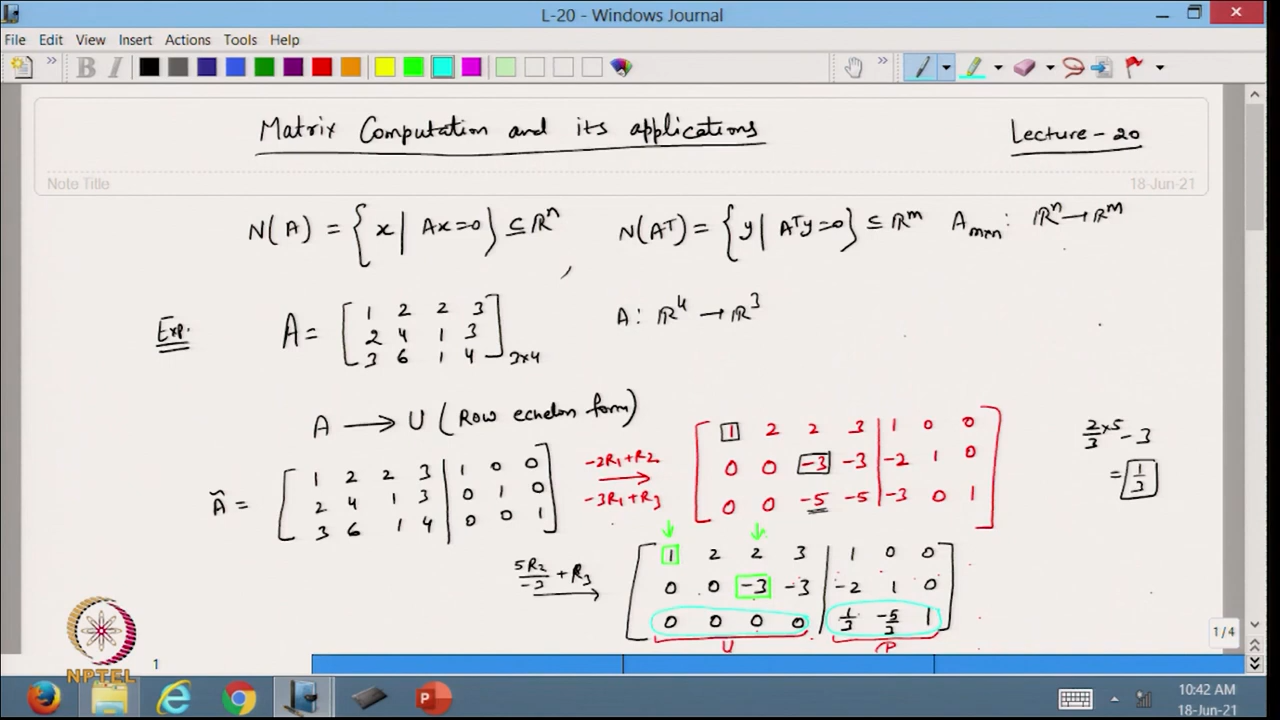 L-20 - Windows Journal
File Edit View Insert Actions Tools Help
Matrix Computation and its applications Lecture - 20
Note Title 18-Jun-21
N(A) = { x | Ax=0 } ⊆ ℝⁿ , N(Aᵀ) = { y | Aᵀy=0 } ⊆ ℝᵐ Aₘₓₙ : ℝⁿ → ℝᵐ
Exp. A = [ 1 2 2 3 A : ℝ⁴ → ℝ³
2 4 1 3
3 6 1 4 ] 3x4
A → U ( Row echelon form )
Ã = [ 1 2 2 3 | 1 0 0
2 4 1 3 | 0 1 0
3 6 1 4 | 0 0 1 ]
-2R₁+R₂
-3R₁+R₃
[ 1 2 2 3 | 1 0 0
0 0 -3 -3 | -2 1 0
0 0 -5 -5 | -3 0 1 ]
2/3 x5 - 3
= 1/3
5R₂/-3 + R₃
[ 1 2 2 3 | 1 0 0
0 0 -3 -3 | -2 1 0
0 0 0 0 | 1/3 -5/3 1 ]
U P
1/4
NPTEL
1
10:42 AM
18-Jun-21